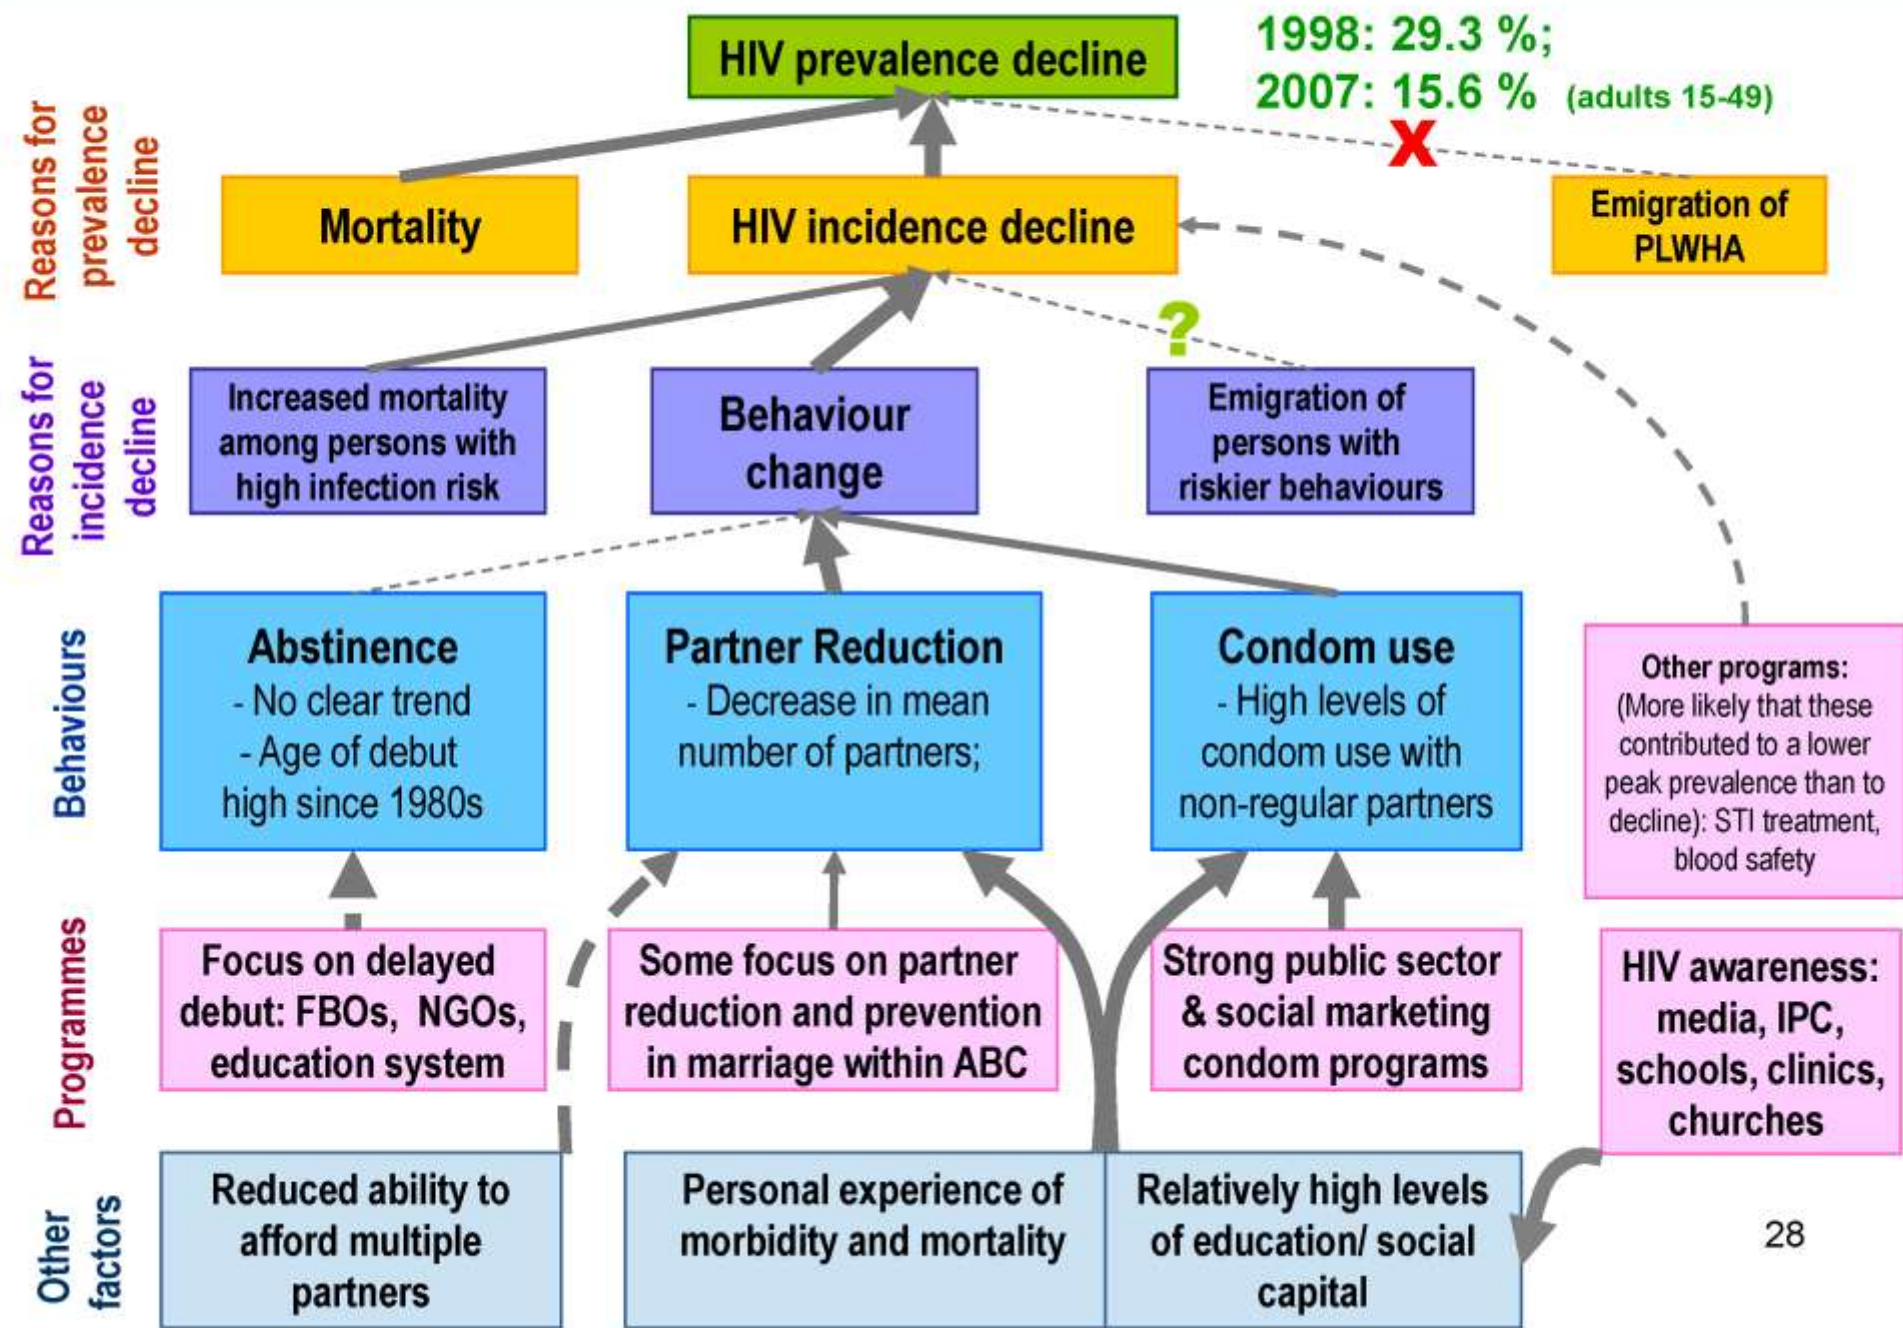 HIV prevalence decline
1998: 29.3 %;
2007: 15.6 % (adults 15-49)
X
Reasons for
prevalence
decline
Mortality
HIV incidence decline
Emigration of
PLWHA
?
Reasons for
incidence
decline
Increased mortality
among persons with
high infection risk
Behaviour
change
Emigration of
persons with
riskier behaviours
Behaviours
Abstinence
- No clear trend
- Age of debut
high since 1980s
Partner Reduction
- Decrease in mean
number of partners;
Condom use
- High levels of
condom use with
non-regular partners
Other programs:
(More likely that these
contributed to a lower
peak prevalence than to
decline): STI treatment,
blood safety
Programmes
Focus on delayed
debut: FBOs, NGOs,
education system
Some focus on partner
reduction and prevention
in marriage within ABC
Strong public sector
& social marketing
condom programs
HIV awareness:
media, IPC,
schools, clinics,
churches
Other
factors
Reduced ability to
afford multiple
partners
Personal experience of
morbidity and mortality
Relatively high levels
of education/ social
capital
28